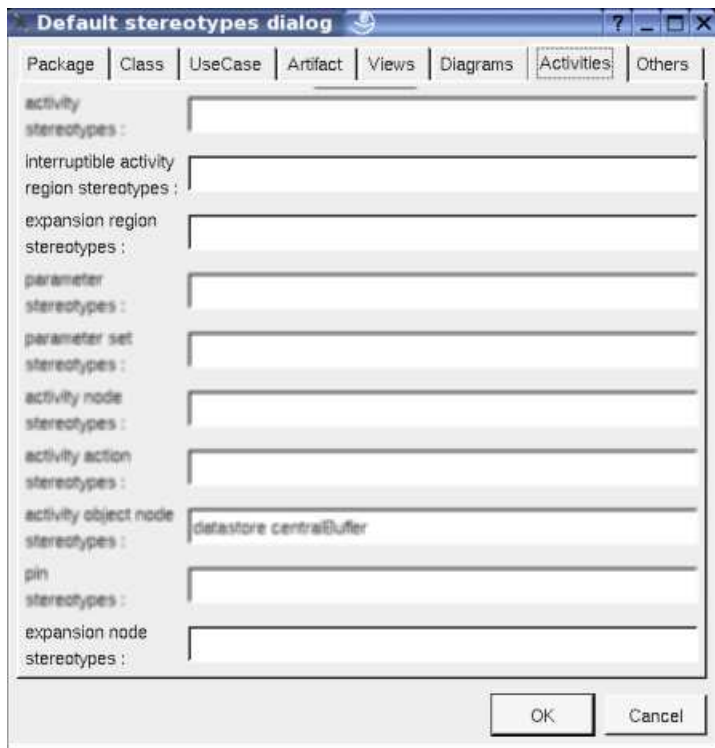 Default stereotypes dialog
Package Class UseCase Artifact Views Diagrams Activities Others
activity
stereotypes :
interruptible activity
region stereotypes :
expansion region
stereotypes :
parameter
stereotypes :
parameter set
stereotypes :
activity node
stereotypes :
activity action
stereotypes :
activity object node
stereotypes :
datastore centralBuffer
pin
stereotypes :
expansion node
stereotypes :
OK Cancel